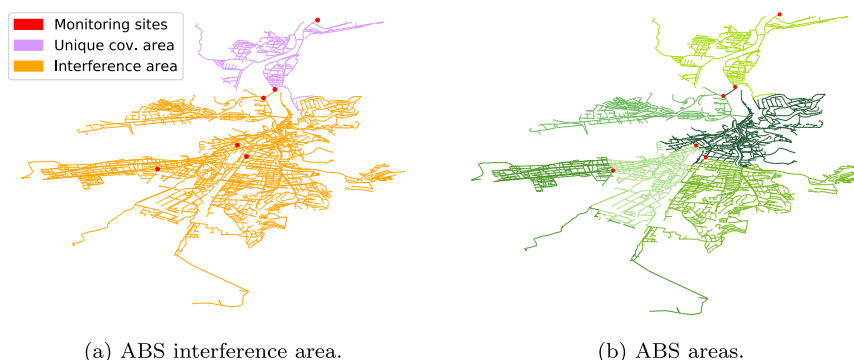 Monitoring sites
Unique cov. area
Interference area
(a) ABS interference area.
(b) ABS areas.